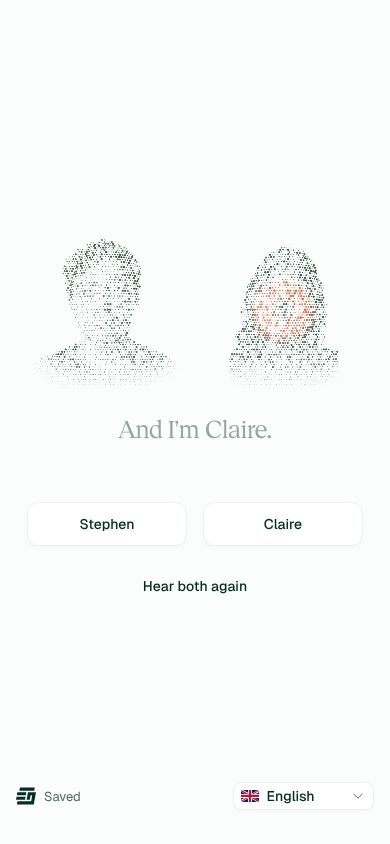 And I'm Claire.
Stephen
Claire
Hear both again
Saved
English